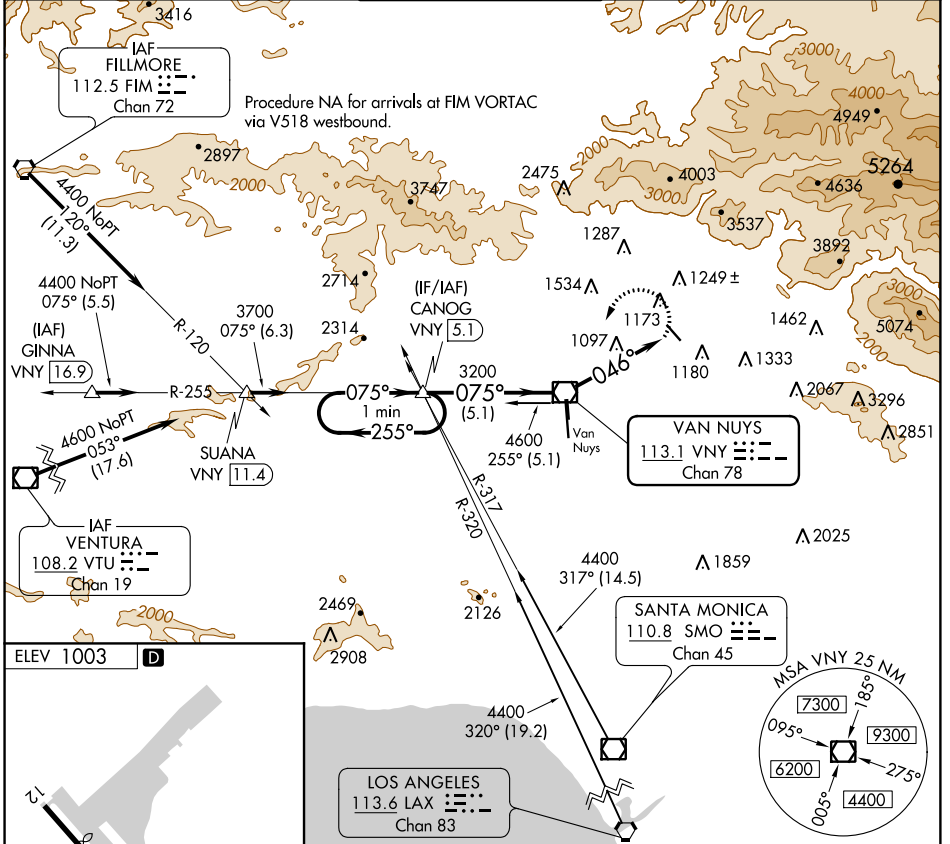 3416
IAF
FILLMORE
112.5 FIM
Chan 72
Procedure NA for arrivals at FIM VORTAC
via V518 westbound.
3000
4000
4949
2897
2000
2000
4003
5264
4636
3747
2475
3000
3537
4400 NoPT
120°
(11.3)
1287
3892
1249 ±
3000
2714
1534
4400 NoPT
075° (5.5)
(IF/IAF)
CANOG
VNY 5.1
3700
075° (6.3)
R-120
1173
1462
5074
(IAF)
GINNA
VNY 16.9
2314
1097
046°
1180
1333
3200
R-255
075°
1 min
255°
075°
(5.1)
2067
3296
2851
4600 NoPT
053°
(17.6)
SUANA
VNY 11.4
4600
255° (5.1)
Van
Nuys
VAN NUYS
113.1 VNY
Chan 78
R-317
R-320
IAF
VENTURA
108.2 VTU
Chan 19
2025
1859
4400
317° (14.5)
2000
2469
2908
2126
SANTA MONICA
110.8 SMO
Chan 45
ELEV 1003 D
MSA VNY 25 NM
7300
185°
095°
9300
6200
275°
005°
4400
4400
320° (19.2)
LOS ANGELES
113.6 LAX
Chan 83
12